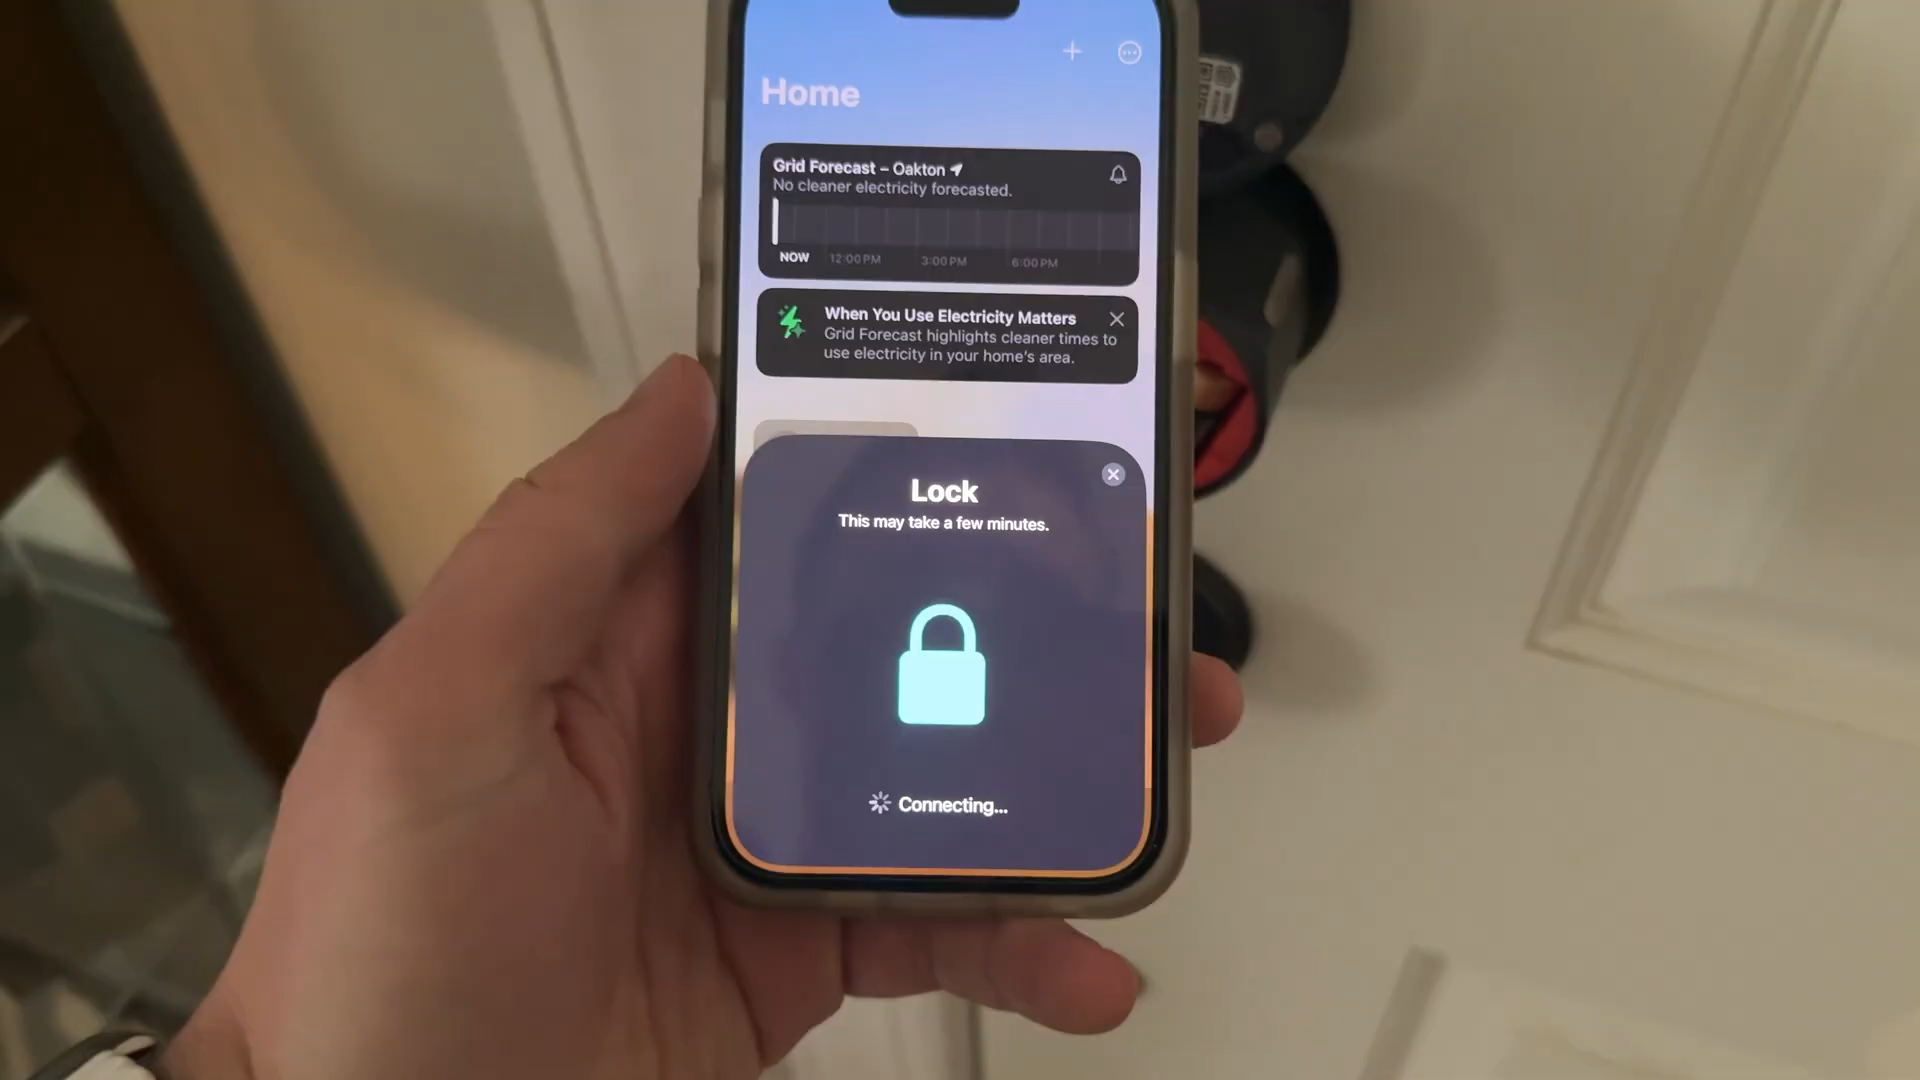 Home
Grid Forecast – Oakton
No cleaner electricity forecasted.
NOW 12:00 PM 3:00 PM 6:00 PM
When You Use Electricity Matters
Grid Forecast highlights cleaner times to
use electricity in your home's area.
Lock
This may take a few minutes.
Connecting...